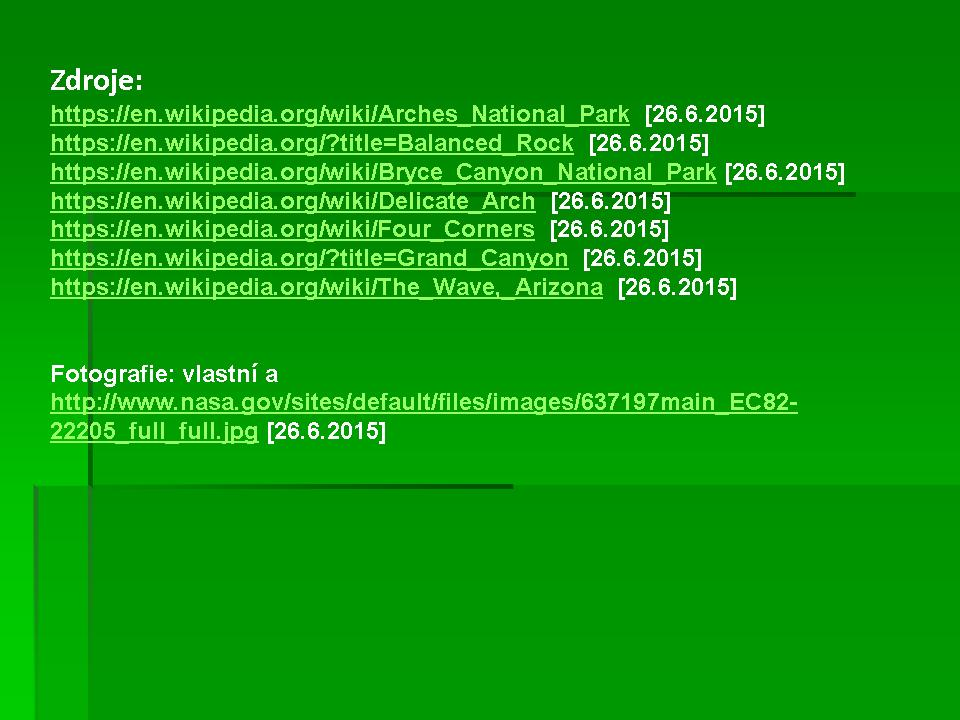 Zdroje:
https://en.wikipedia.org/wiki/Arches_National_Park [26.6.2015]
https://en.wikipedia.org/?title=Balanced_Rock [26.6.2015]
https://en.wikipedia.org/wiki/Bryce_Canyon_National_Park [26.6.2015]
https://en.wikipedia.org/wiki/Delicate_Arch [26.6.2015]
https://en.wikipedia.org/wiki/Four_Corners [26.6.2015]
https://en.wikipedia.org/?title=Grand_Canyon [26.6.2015]
https://en.wikipedia.org/wiki/The_Wave,_Arizona [26.6.2015]
Fotografie: vlastní a
http://www.nasa.gov/sites/default/files/images/637197main_EC82-
22205_full_full.jpg [26.6.2015]